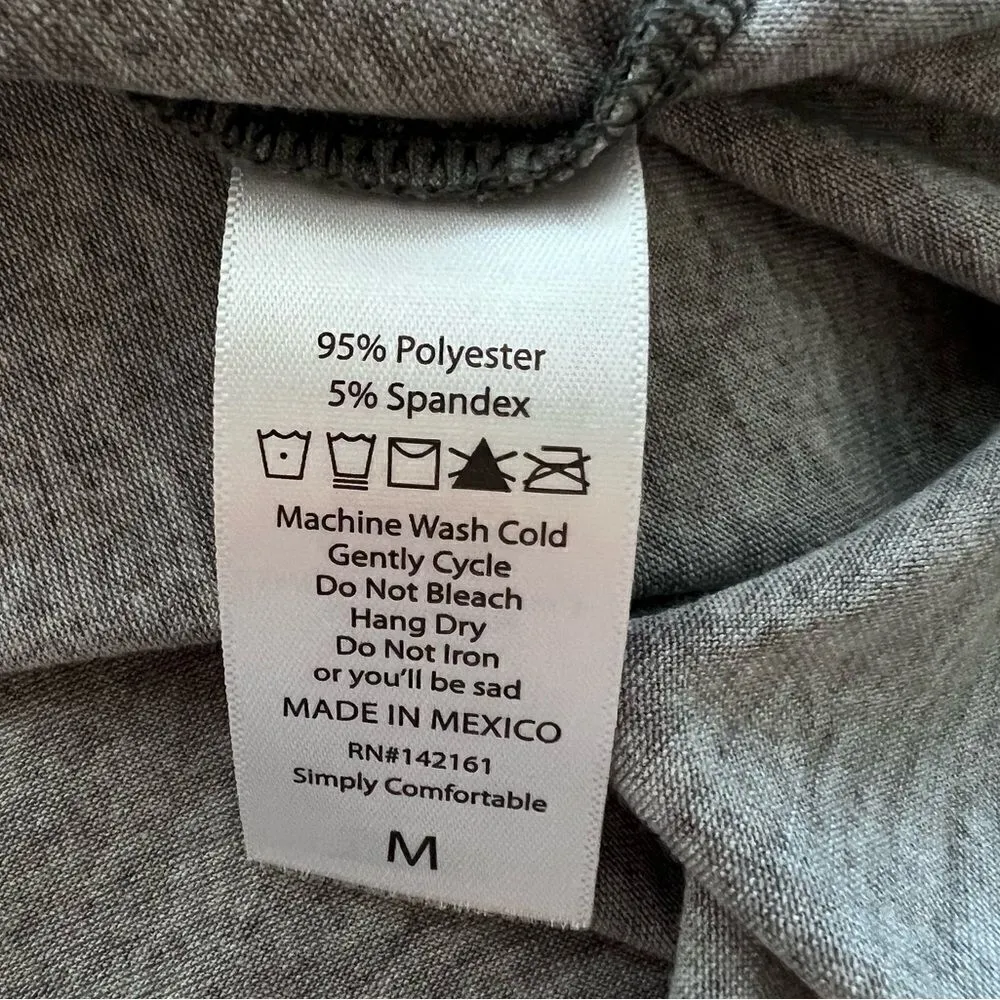 95% Polyester
5% Spandex
Machine Wash Cold
Gently Cycle
Do Not Bleach
Hang Dry
Do Not Iron
or you'll be sad
MADE IN MEXICO
RN#142161
Simply Comfortable
M